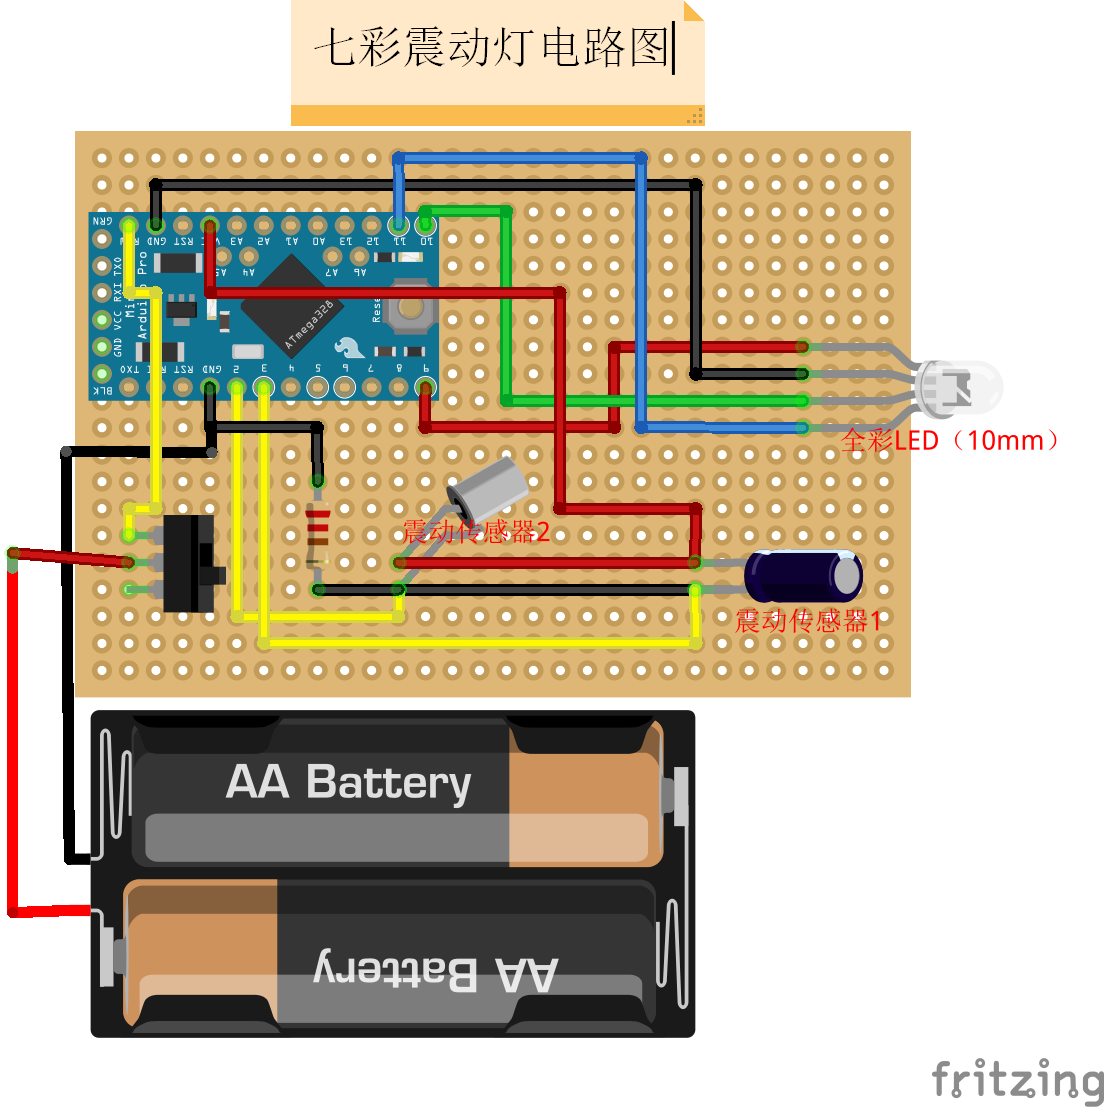 七彩震动灯电路图
GRN
RAW GND RST VCC A3 A2 A1 A0 13 12 11 10
A5 A4 A7 A6
BLK GND VCC RXI TXO
Arduino Pro
Mini
ATmega328
Reset
TXO RXI RST GND 2 3 4 5 6 7 8 9
全彩LED（10mm）
震动传感器2
震动传感器1
AA Battery
AA Battery
fritzing